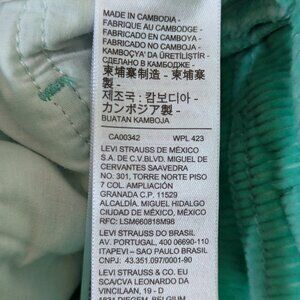 MADE IN CAMBODIA -
FABRIQUE AU CAMBODGE -
FABRICADO EN CAMBOYA -
FABRICADO NO CAMBOJA -
KAMBOÇYA' DA ÜRETİLİŞTİR -
СДЕЛАНО В КАМБОДЖЕ -
柬埔寨制造 - 柬埔寨
製 -
제조국 : 캄보디아 -
カンボジア製 -
BUATAN KAMBOJA
CA00342 WPL 423
LEVI STRAUSS DE MÉXICO
S.A. DE C.V.BLVD. MIGUEL DE
CERVANTES SAAVEDRA
NO. 301, TORRE NORTE PISO
7 COL. AMPLIACIÓN
GRANADA C.P. 11529
ALCALDÍA. MIGUEL HIDALGO
CIUDAD DE MÉXICO, MÉXICO
RFC: LSM660818M98
LEVI STRAUSS DO BRASIL
AV. PORTUGAL, 400 06690-110
ITAPEVI – SAO PAULO BRASIL
CNPJ: 43.351.097/0001-90
LEVI STRAUSS & CO. EU
SCA/CVA LEONARDO DA
VINCILAAN, 19 - D
4831 DIEGEM, BELGIUM